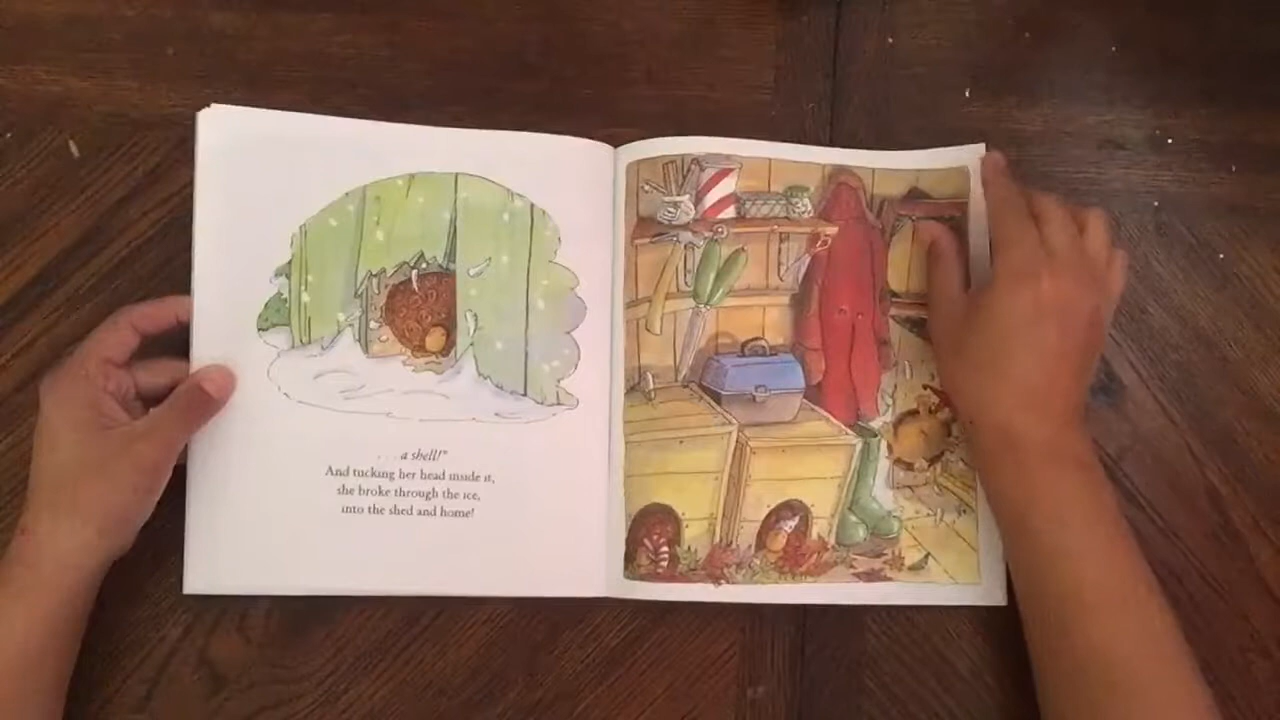 . . . a shell!"
And tucking her head inside it,
she broke through the ice,
into the shed and home!